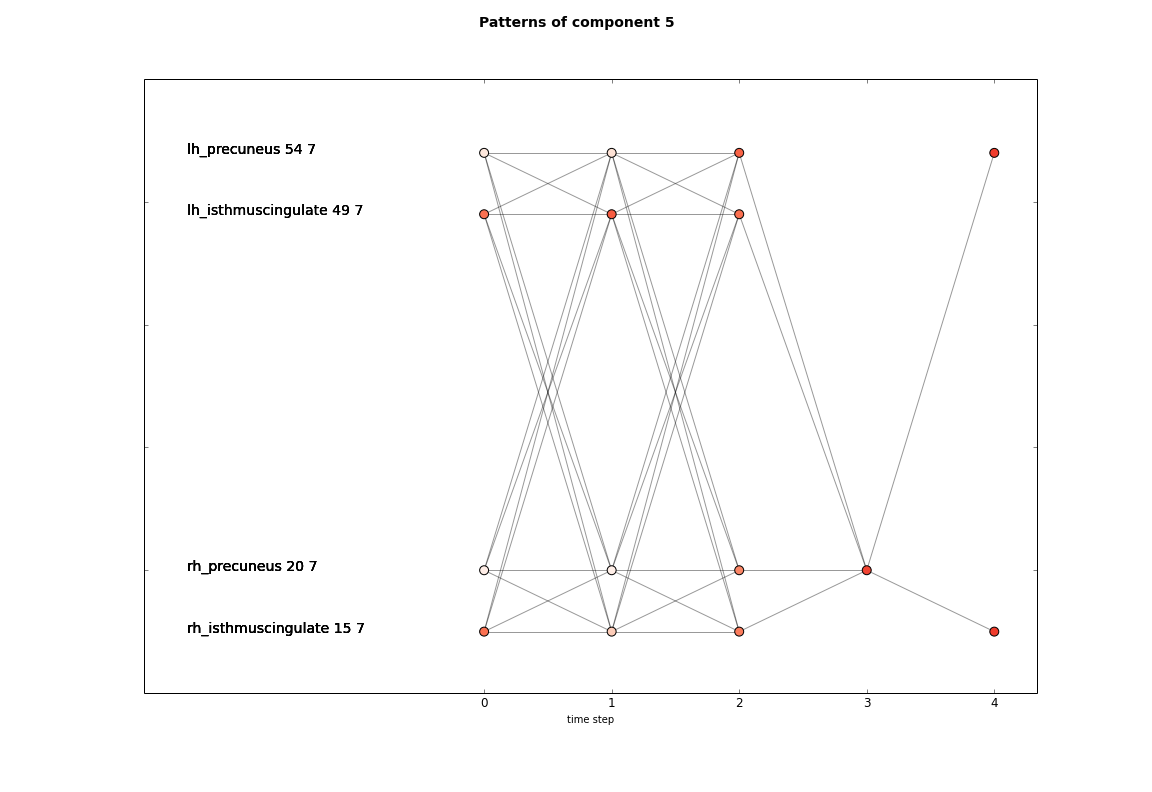 Patterns of component 5
lh_precuneus 54 7
lh_isthmuscingulate 49 7
rh_precuneus 20 7
rh_isthmuscingulate 15 7
0 1 2 3 4
time step